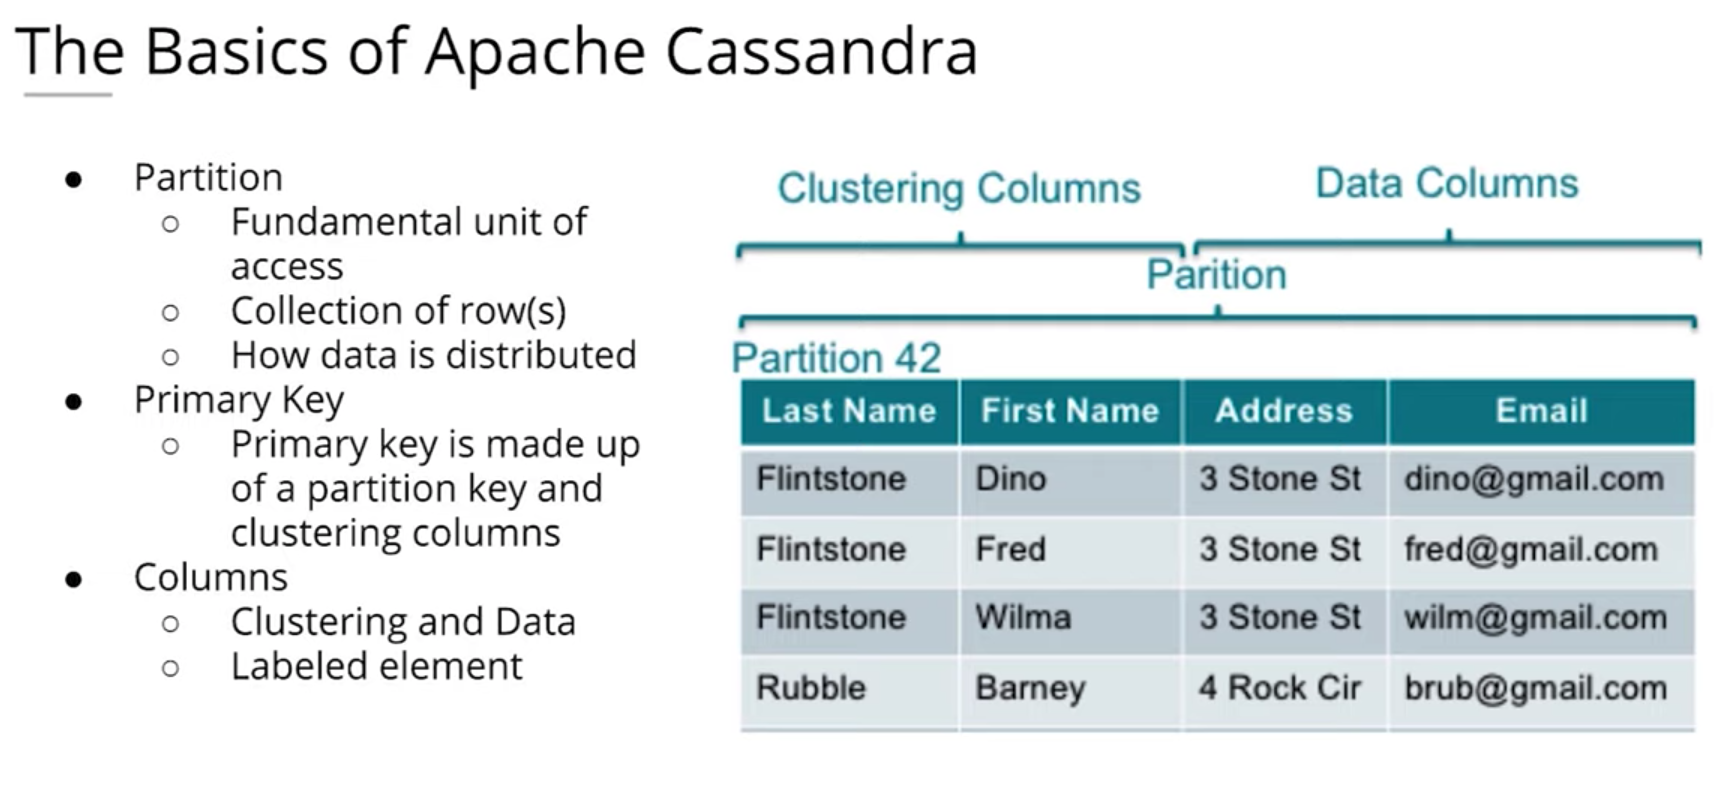 The Basics of Apache Cassandra
● Partition
○ Fundamental unit of
access
○ Collection of row(s)
○ How data is distributed
● Primary Key
○ Primary key is made up
of a partition key and
clustering columns
● Columns
○ Clustering and Data
○ Labeled element
Clustering Columns Data Columns
Parition
Partition 42
Last Name First Name Address Email
Flintstone Dino 3 Stone St dino@gmail.com
Flintstone Fred 3 Stone St fred@gmail.com
Flintstone Wilma 3 Stone St wilm@gmail.com
Rubble Barney 4 Rock Cir brub@gmail.com